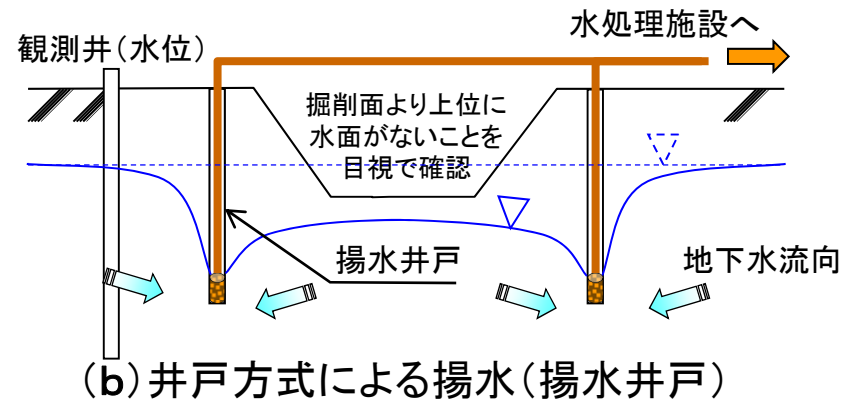 水処理施設へ
観測井(水位)
掘削面より上位に
水面がないことを
目視で確認
揚水井戸
地下水流向
(b)井戸方式による揚水(揚水井戸)